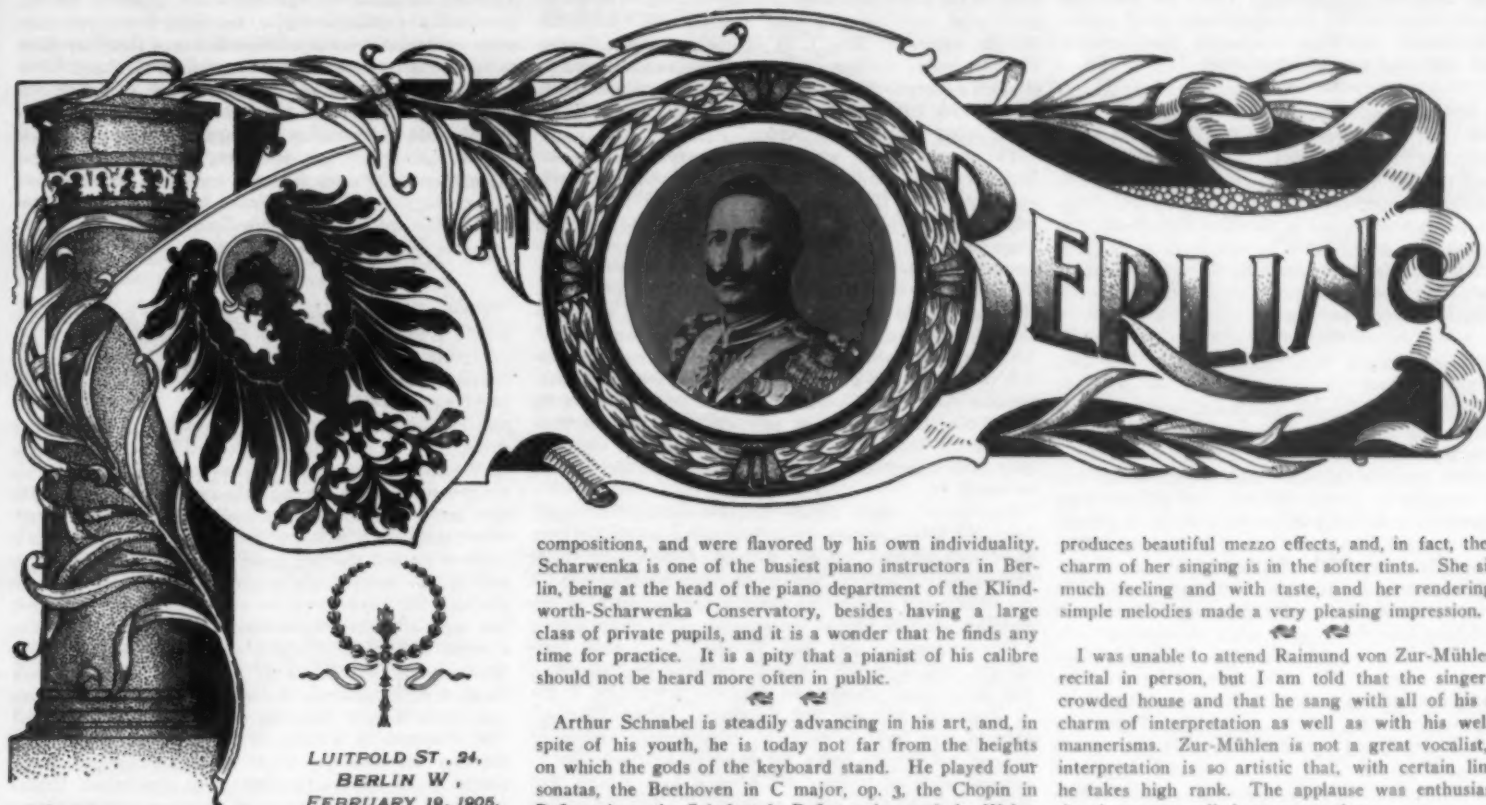 BERLIN
LUITPOLD ST., 24,
BERLIN W.,
FEBRUARY 19, 1905.
compositions, and were flavored by his own individuality.
Scharwenka is one of the busiest piano instructors in Ber-
lin, being at the head of the piano department of the Klind-
worth-Scharwenka Conservatory, besides having a large
class of private pupils, and it is a wonder that he finds any
time for practice. It is a pity that a pianist of his calibre
should not be heard more often in public.
Arthur Schnabel is steadily advancing in his art, and, in
spite of his youth, he is today not far from the heights
on which the gods of the keyboard stand. He played four
sonatas, the Beethoven in C major, op. 3, the Chopin in
produces beautiful mezzo effects, and, in fact, the
charm of her singing is in the softer tints. She
much feeling and with taste, and her
simple melodies made a very pleasing impression.
I was unable to attend Raimund von
recital in person, but I am told that the singer
crowded house and that he sang with all of his
charm of interpretation as well as with his
mannerisms. Zur-Mühlen is not a great vocalist,
interpretation is so artistic that, with certain
he takes high rank. The applause was